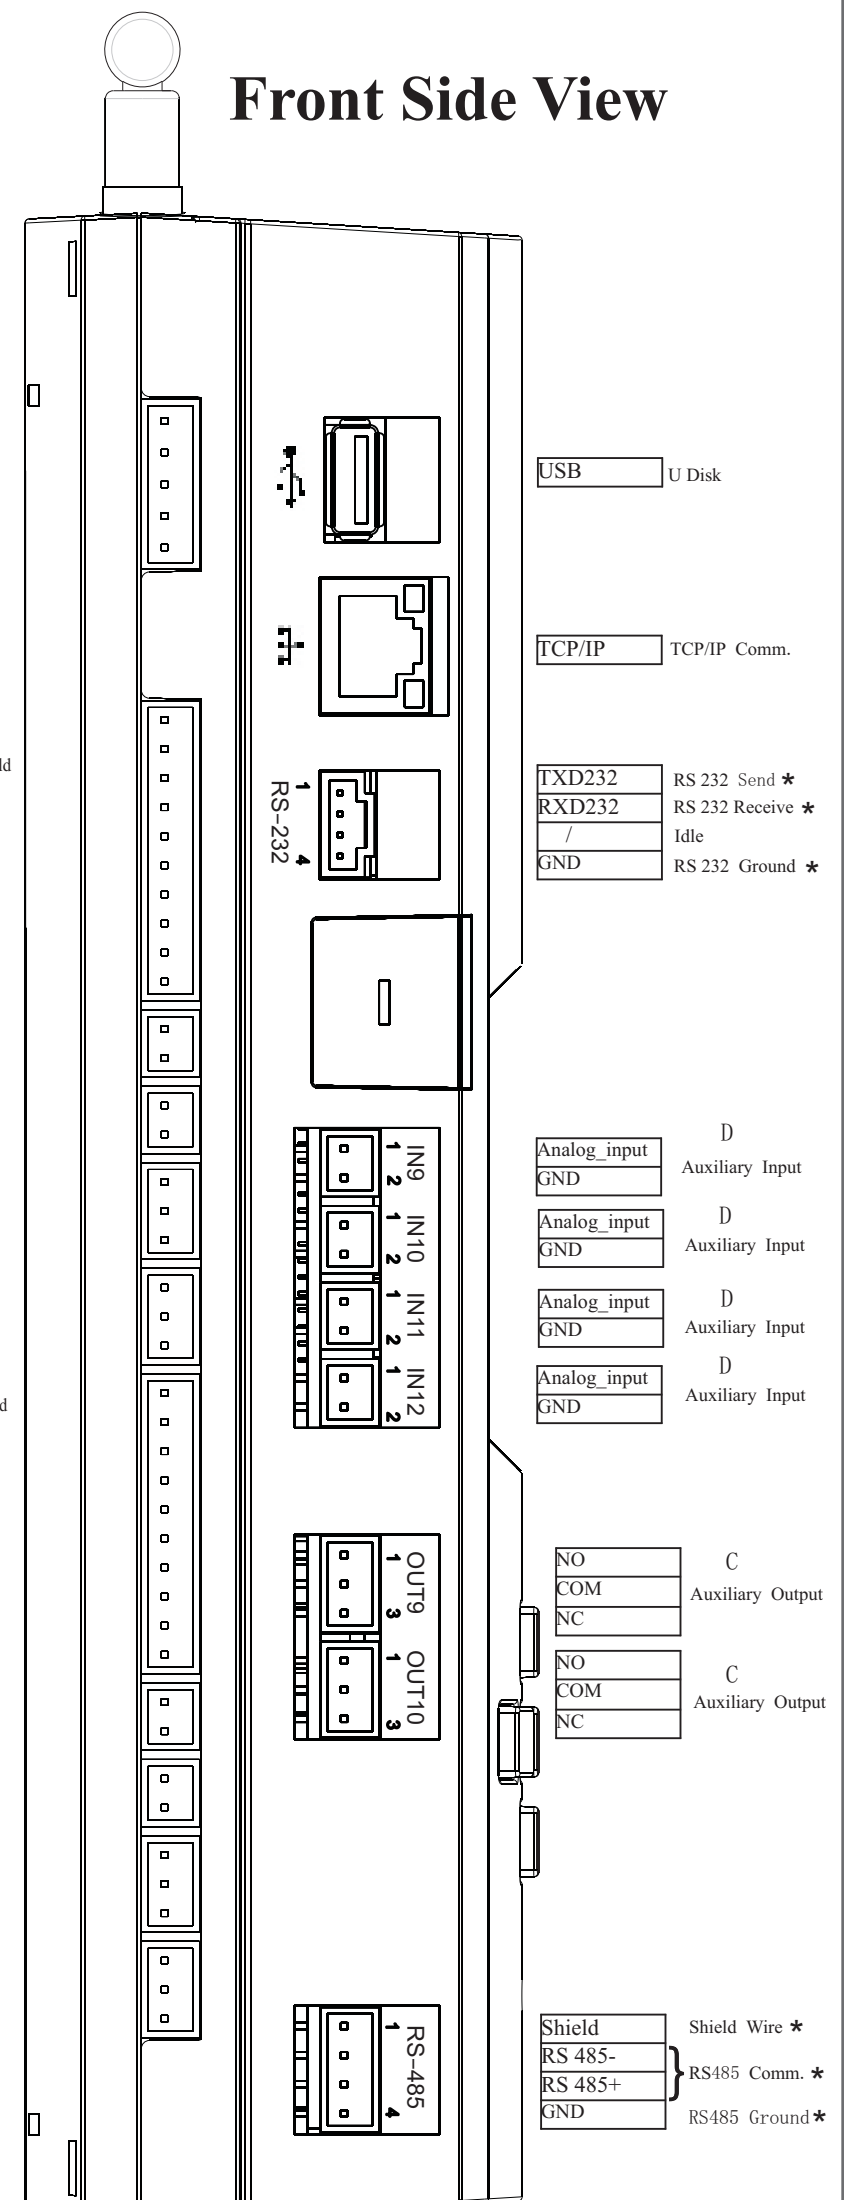 Front Side View
USB U Disk
TCP/IP TCP/IP Comm.
TXD232 RS 232 Send *
RXD232 RS 232 Receive *
/ Idle
GND RS 232 Ground *
1
RS-232
4
ld
IN9
1
2
Analog_input D
GND Auxiliary Input
IN10
1
2
Analog_input D
GND Auxiliary Input
IN11
1
2
Analog_input D
GND Auxiliary Input
IN12
1
2
Analog_input D
GND Auxiliary Input
d
OUT9
1
3
NO C
COM Auxiliary Output
NC
OUT10
1
3
NO C
COM Auxiliary Output
NC
RS-485
1
4
Shield Shield Wire *
RS 485-
RS 485+ } RS485 Comm. *
GND RS485 Ground *